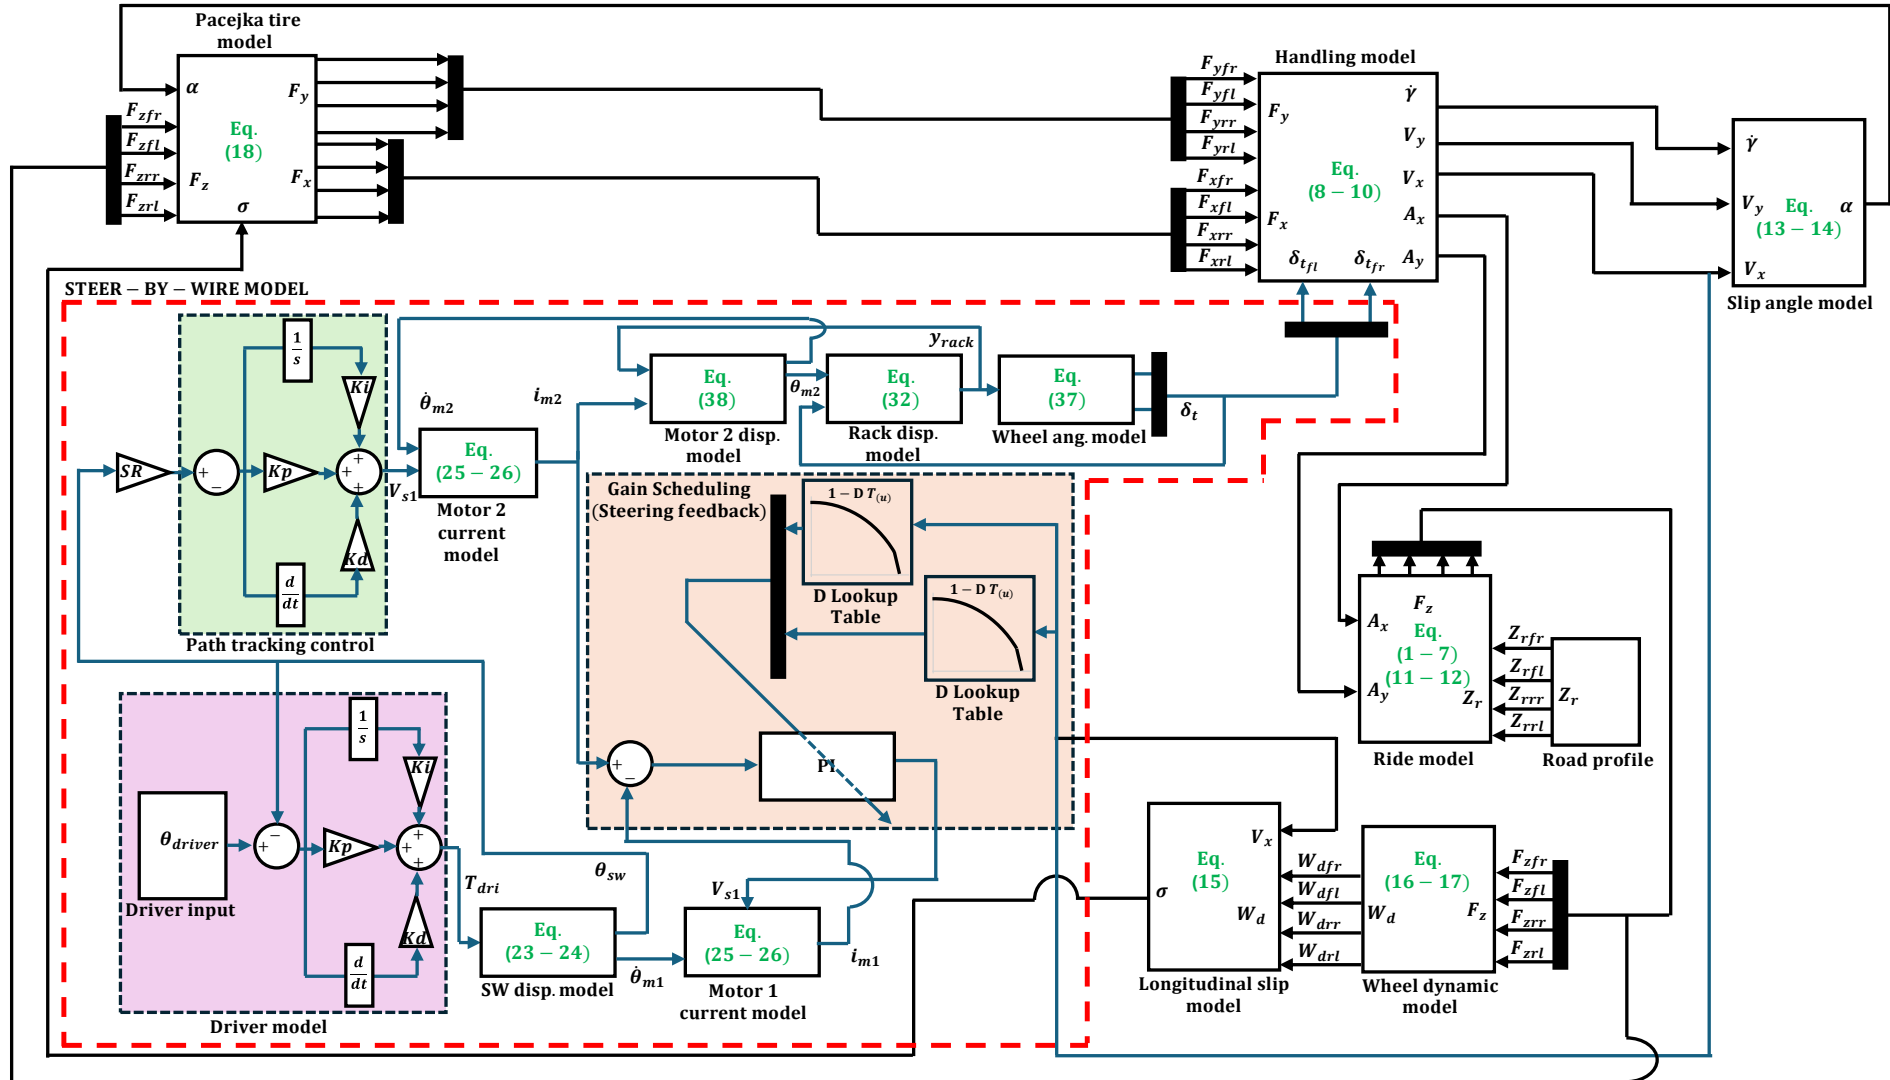 Pacejka tire
model
α
F_y
Eq.
(18)
F_z
F_x
σ
F_zfr
F_zfl
F_zrr
F_zrl
Handling model
F_yfr
F_yfl
F_yrr
F_yrl
F_xfr
F_xfl
F_xrr
F_xrl
F_y
F_x
Eq.
(8 − 10)
γ̇
V_y
V_x
A_x
A_y
δ_t_fl
δ_t_fr
γ̇
V_y
Eq.
(13 − 14)
α
V_x
Slip angle model
STEER − BY − WIRE MODEL
1
s
Ki
SR
+
−
Kp
+
+
+
Kd
d
dt
Path tracking control
V_s1
θ̇_m2
Eq.
(25 − 26)
Motor 2
current
model
i_m2
Eq.
(38)
Motor 2 disp.
model
θ_m2
Eq.
(32)
Rack disp.
model
y_rack
Eq.
(37)
Wheel ang. model
δ_t
Gain Scheduling
(Steering feedback)
1 − D T_(u)
D Lookup
Table
1 − D T_(u)
D Lookup
Table
+
−
PI
θ_driver
Driver input
−
+
1
s
Ki
Kp
+
+
+
Kd
d
dt
Driver model
T_dri
Eq.
(23 − 24)
SW disp. model
θ_sw
θ̇_m1
V_s1
Eq.
(25 − 26)
Motor 1
current model
i_m1
F_z
A_x
Eq.
(1 − 7)
(11 − 12)
A_y
Z_r
Ride model
Z_rfr
Z_rfl
Z_rrr
Z_rrl
Z_r
Road profile
V_x
Eq.
(15)
σ
W_d
Longitudinal slip
model
W_dfr
W_dfl
W_drr
W_drl
Eq.
(16 − 17)
W_d
F_z
Wheel dynamic
model
F_zfr
F_zfl
F_zrr
F_zrl